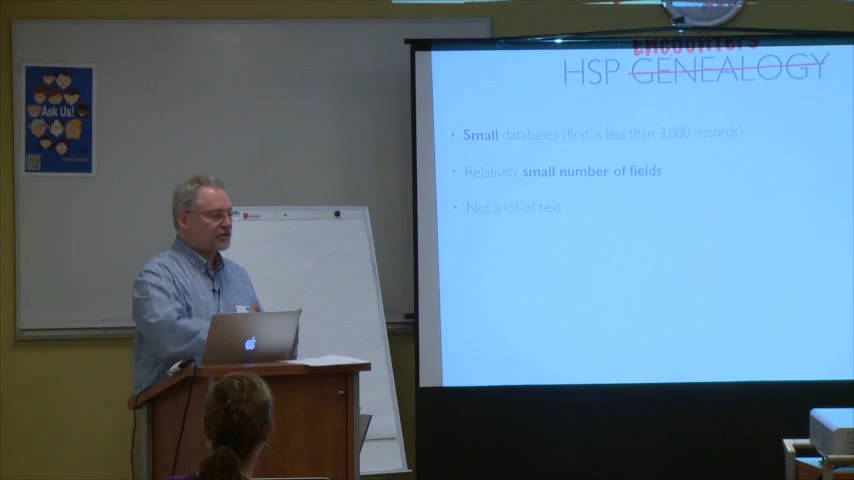 Ask Us!
Encounters
HSP GENEALOGY
• Small databases (first is less than 3,000 records)
• Relatively small number of fields
• Not a lot of text